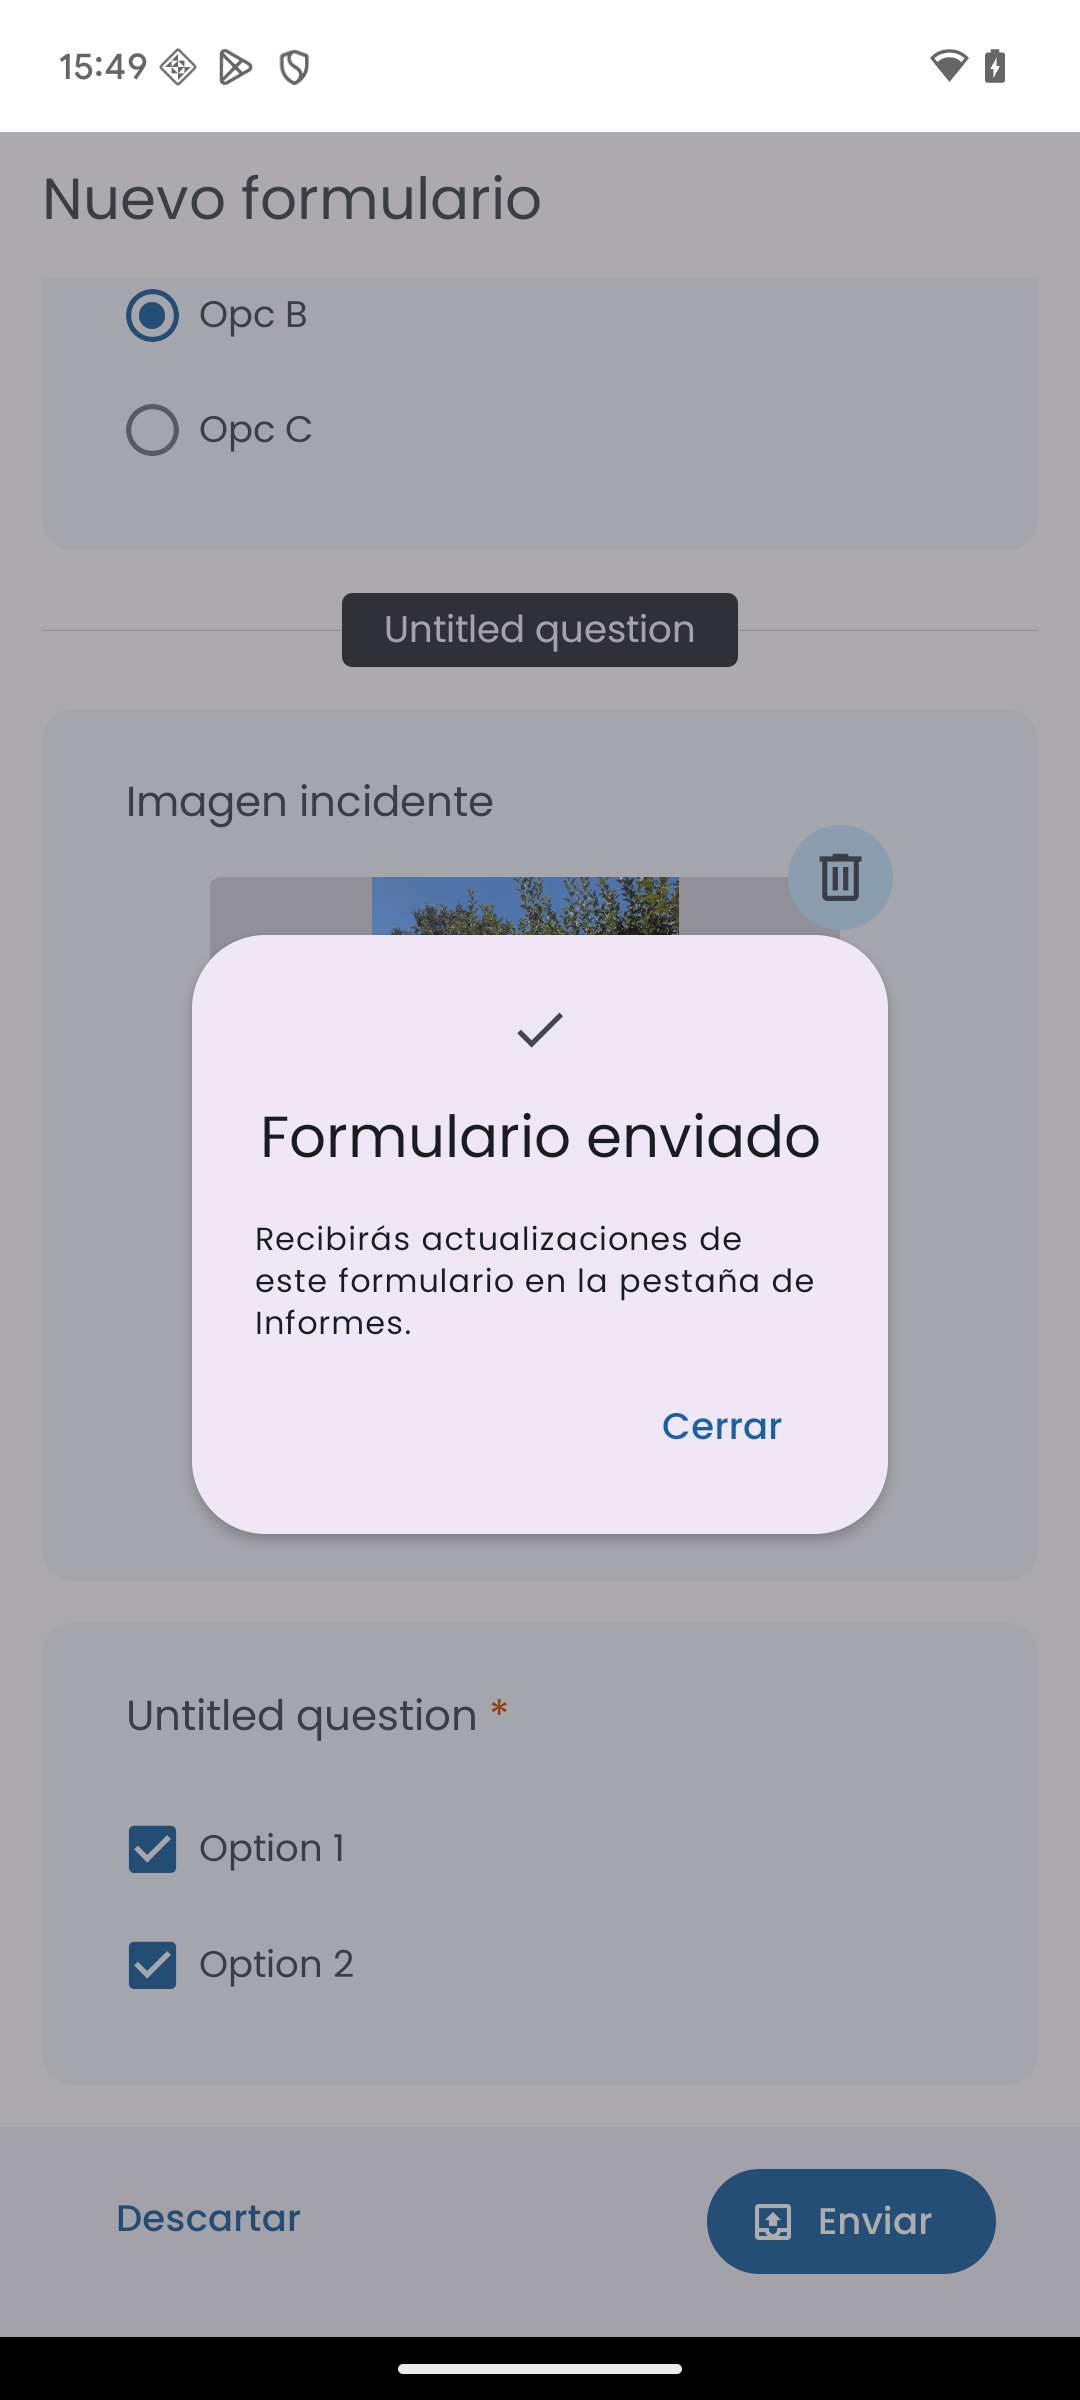 15:49
Nuevo formulario
Opc B
Opc C
Untitled question
Imagen incidente
Formulario enviado
Recibirás actualizaciones de
este formulario en la pestaña de
Informes.
Cerrar
Untitled question *
Option 1
Option 2
Descartar
Enviar